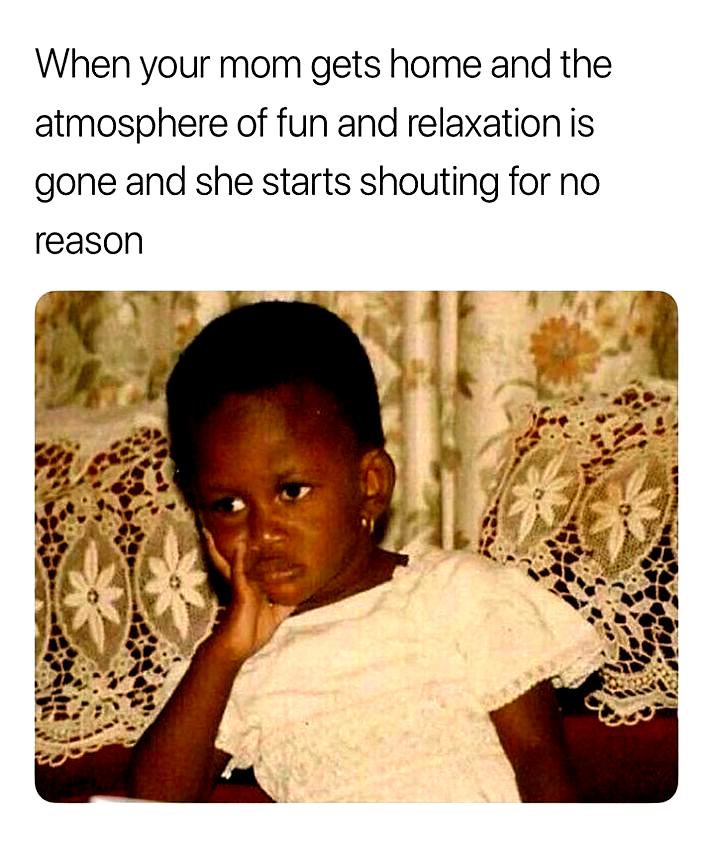 When your mom gets home and the
atmosphere of fun and relaxation is
gone and she starts shouting for no
reason